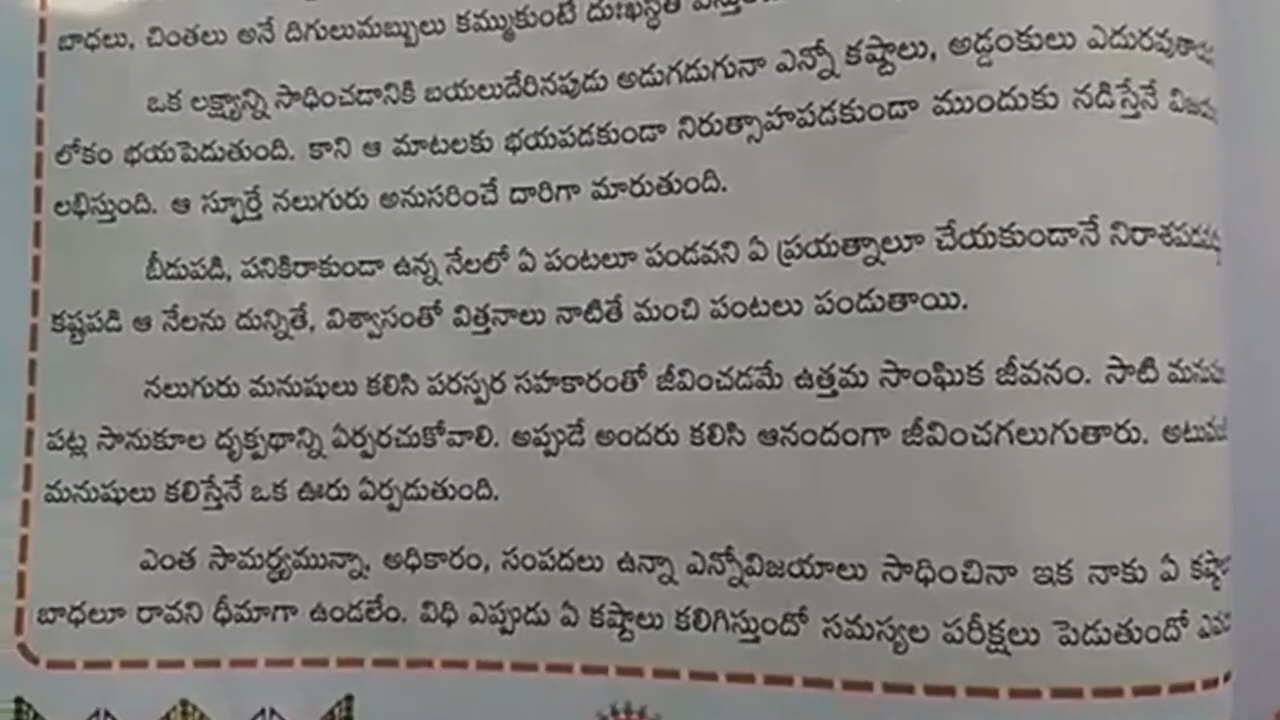 బాధలు, చింతలు అనే దిగులుమబ్బులు కమ్ముకుంటే దుఃఖస్థితి
ఒక లక్ష్యాన్ని సాధించడానికి బయలుదేరినపుడు అడుగడుగునా ఎన్నో కష్టాలు, అడ్డంకులు
లోకం భయపెడుతుంది. కాని ఆ మాటలకు భయపడకుండా నిరుత్సాహపడకుండా ముందుకు నడిస్తేనే
లభిస్తుంది. ఆ స్ఫూర్తే నలుగురు అనుసరించే దారిగా మారుతుంది.
బీడుపడి, పనికిరాకుండా ఉన్న నేలలో ఏ పంటలూ పండవని ఏ ప్రయత్నాలూ చేయకుండానే
కష్టపడి ఆ నేలను దున్నితే, విశ్వాసంతో విత్తనాలు నాటితే మంచి పంటలు పండుతాయి.
నలుగురు మనుషులు కలిసి పరస్పర సహకారంతో జీవించడమే ఉత్తమ సాంఘిక జీవనం. సాటి
పట్ల సానుకూల దృక్పథాన్ని ఏర్పరచుకోవాలి. అప్పుడే అందరు కలిసి ఆనందంగా జీవించగలుగుతారు.
మనుషులు కలిస్తేనే ఒక ఊరు ఏర్పడుతుంది.
ఎంత సామర్థ్యమున్నా, అధికారం, సంపదలు ఉన్నా ఎన్నోవిజయాలు సాధించినా ఇక నాకు ఏ
బాధలూ రావని ధీమాగా ఉండలేం. విధి ఎప్పుడు ఏ కష్టాలు కలిగిస్తుందో సమస్యల పరీక్షలు పెడుతుందో